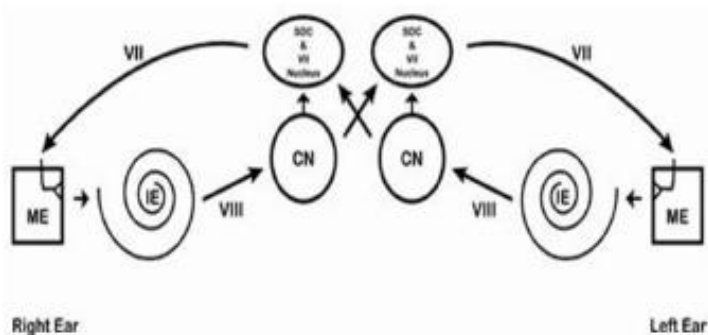 SOC
&
VII
Nucleus
SOC
&
VII
Nucleus
VII
VII
CN
CN
ME
IE
VIII
VIII
IE
ME
Right Ear
Left Ear